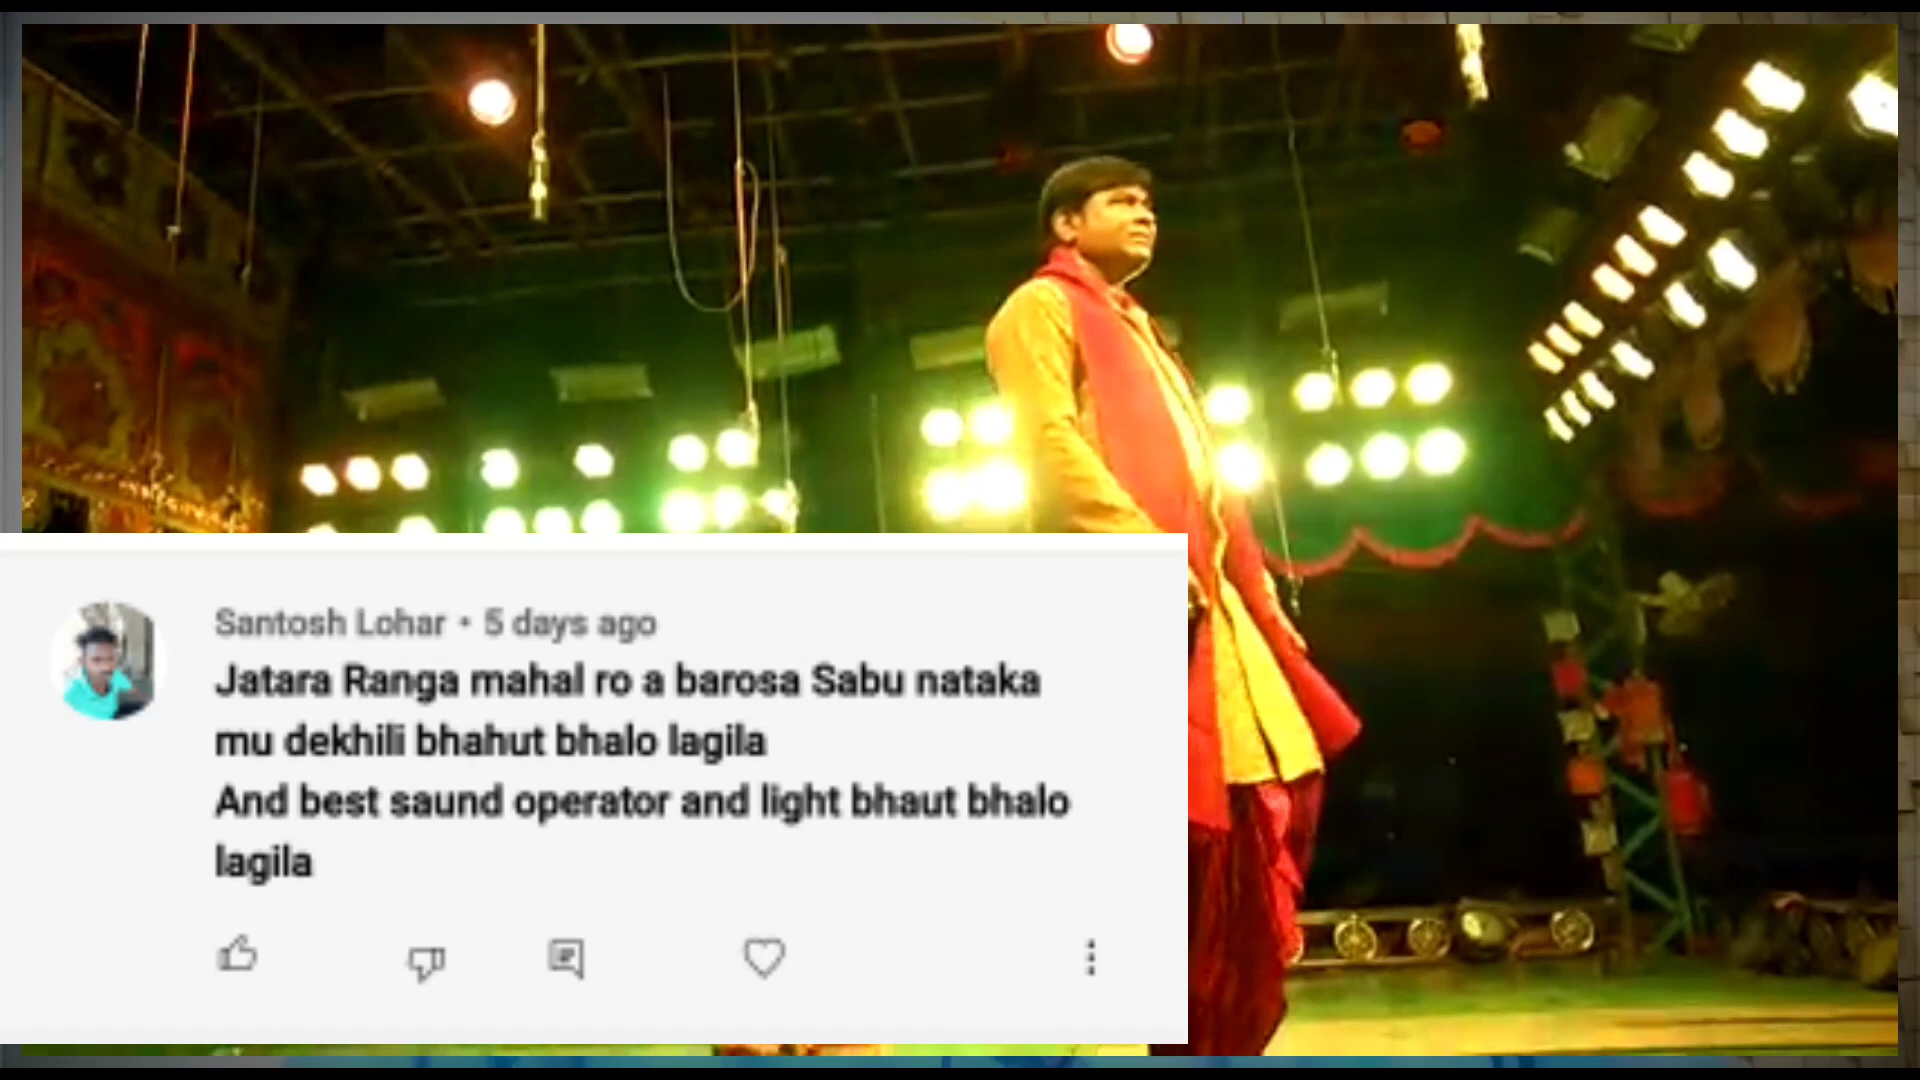 Santosh Lohar • 5 days ago
Jatara Ranga mahal ro a barosa Sabu nataka
mu dekhili bhahut bhalo lagila
And best saund operator and light bhaut bhalo
lagila